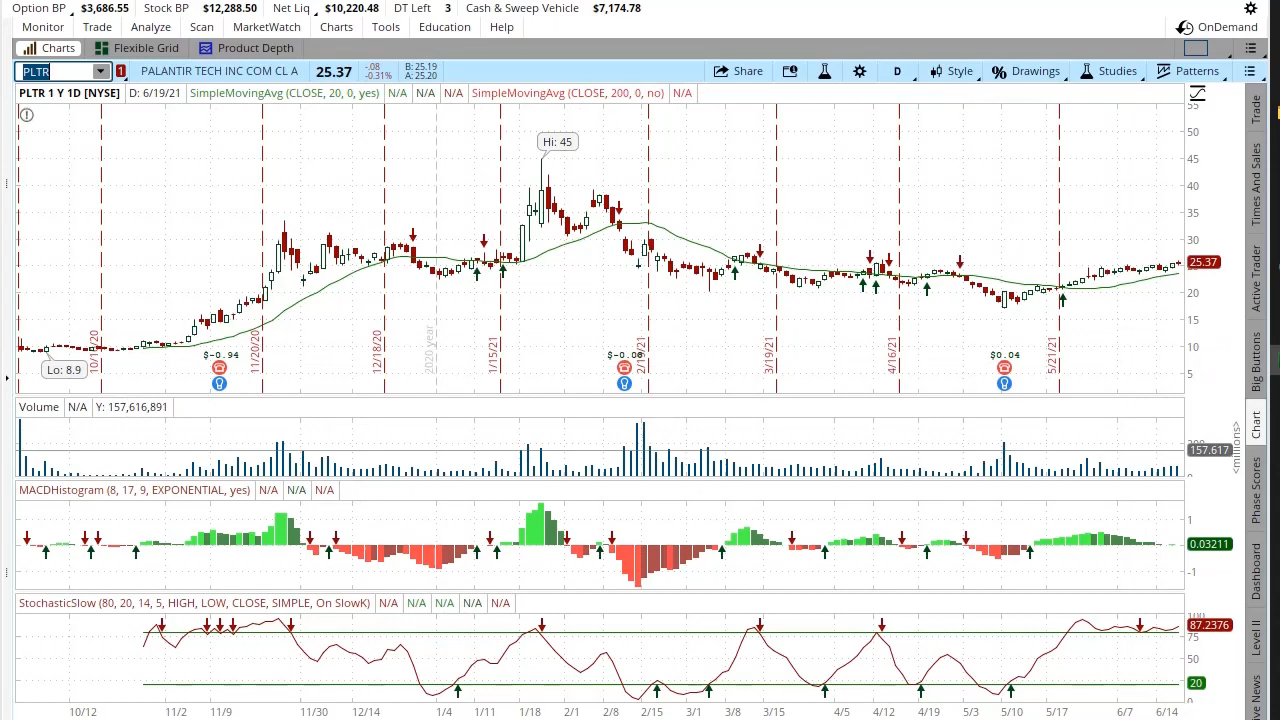 Option BP $3,686.55 Stock BP $12,288.50 Net Liq $10,220.48 DT Left 3 Cash & Sweep Vehicle $7,174.78
Monitor Trade Analyze Scan MarketWatch Charts Tools Education Help OnDemand
Charts Flexible Grid Product Depth
PLTR 1 PALANTIR TECH INC COM CL A 25.37 -.08 -0.31% B: 25.19 A: 25.20 Share D Style Drawings Studies Patterns
PLTR 1 Y 1D [NYSE] D: 6/19/21 SimpleMovingAvg (CLOSE, 20, 0, yes) N/A N/A N/A SimpleMovingAvg (CLOSE, 200, 0, no) N/A
55
50
Hi: 45
45
40
35
30
25.37
20
15
10
5
Lo: 8.9
11/20/20
12/18/20
2020 year
1/15/21
3/19/21
4/16/21
5/21/21
$-0.94
$0.04
Volume N/A Y: 157,616,891
157.617
<millions>
MACDHistogram (8, 17, 9, EXPONENTIAL, yes) N/A N/A N/A
1
0.03211
-1
StochasticSlow (80, 20, 14, 5, HIGH, LOW, CLOSE, SIMPLE, On SlowK) N/A N/A N/A N/A N/A
87.2376
75
50
20
0
10/12 11/2 11/9 11/30 12/14 1/4 1/11 1/18 2/1 2/8 2/15 3/1 3/8 3/15 4/5 4/12 4/19 5/3 5/10 5/17 6/7 6/14
Trade
Times And Sales
Active Trader
Big Buttons
Chart
Phase Scores
Dashboard
Level II
News